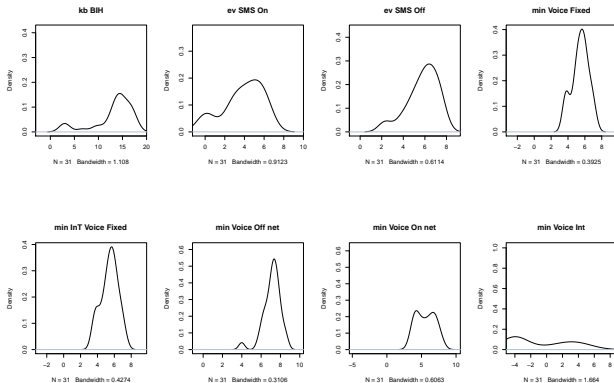 kb BIH
Density
0.0 0.1 0.2 0.3 0.4
0 5 10 15 20
N = 31 Bandwidth = 1.108
ev SMS On
Density
0.0 0.1 0.2 0.3
0 2 4 6 8 10
N = 31 Bandwidth = 0.9123
ev SMS Off
Density
0.0 0.1 0.2 0.3 0.4
0 2 4 6 8
N = 31 Bandwidth = 0.6114
min Voice Fixed
Density
0.0 0.1 0.2 0.3 0.4
−2 0 2 4 6 8
N = 31 Bandwidth = 0.3925
min InT Voice Fixed
Density
0.0 0.1 0.2 0.3 0.4
−2 0 2 4 6 8
N = 31 Bandwidth = 0.4274
min Voice Off net
Density
0.0 0.1 0.2 0.3 0.4 0.5 0.6
−2 0 2 4 6 8 10
N = 31 Bandwidth = 0.3106
min Voice On net
Density
0.0 0.1 0.2 0.3 0.4 0.5 0.6
−5 0 5 10
N = 31 Bandwidth = 0.6063
min Voice Int
Density
0.0 0.2 0.4 0.6 0.8 1.0
−4 0 2 4 6 8
N = 31 Bandwidth = 1.664